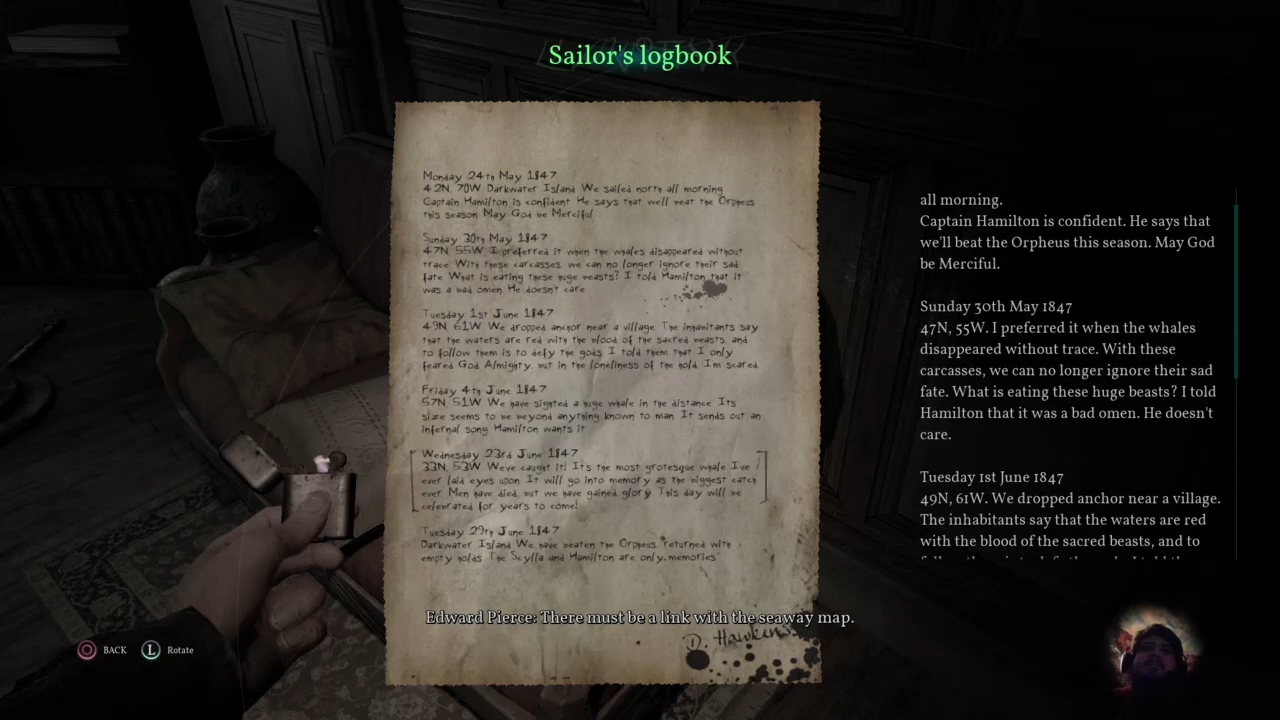 Sailor's logbook
Monday 24th May 1847
42N, 70W Darkwater Island We sailed north all morning
Captain Hamilton is confident He says that we'll beat the Orpheus
this season May God be Merciful
Sunday 30th May 1847
47N 55W I preferred it when the whales disappeared without
trace With these carcasses, we can no longer ignore their sad
fate What is eating these huge beasts? I told Hamilton that it
was a bad omen He doesn't care
Tuesday 1st June 1847
49N 61W We dropped anchor near a village The inhabitants say
that the waters are red with the blood of the sacred beasts, and
to follow them is to defy the gods I told them that I only
feared God Almighty, but in the loneliness of the hold, I'm scared
Friday 4th June 1847
57N 51W We have sighted a huge whale in the distance Its
size seems to be beyond anything known to man It sends out an
infernal song Hamilton wants it
Wednesday 23rd June 1847
33N 53W We've caught it! It's the most grotesque whale I've
ever laid eyes upon It will go into memory as the biggest catch
ever Men have died, but we have gained glory This day will be
celebrated for years to come!
Tuesday 29th June 1847
Darkwater Island We have beaten the Orpheus, returned with
empty holds The Scylla and Hamilton are only memories
D. Hawkins
all morning.
Captain Hamilton is confident. He says that
we'll beat the Orpheus this season. May God
be Merciful.
Sunday 30th May 1847
47N, 55W. I preferred it when the whales
disappeared without trace. With these
carcasses, we can no longer ignore their sad
fate. What is eating these huge beasts? I told
Hamilton that it was a bad omen. He doesn't
care.
Tuesday 1st June 1847
49N, 61W. We dropped anchor near a village.
The inhabitants say that the waters are red
with the blood of the sacred beasts, and to
Edward Pierce: There must be a link with the seaway map.
BACK
L Rotate